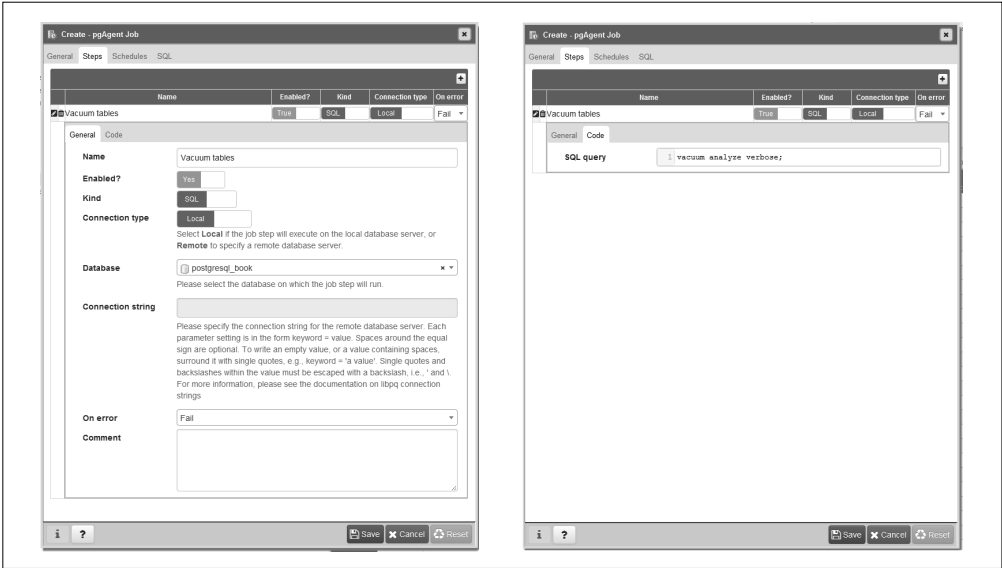 Create - pgAgent Job
General Steps Schedules SQL
Name Enabled? Kind Connection type On error
Vacuum tables True SQL Local Fail
General Code
Name Vacuum tables
Enabled? Yes
Kind SQL
Connection type Local
Select Local if the job step will execute on the local database server, or
Remote to specify a remote database server.
Database postgresql_book
Please select the database on which the job step will run.
Connection string
Please specify the connection string for the remote database server. Each
parameter setting is in the form keyword = value. Spaces around the equal
sign are optional. To write an empty value, or a value containing spaces,
surround it with single quotes, e.g., keyword = 'a value'. Single quotes and
backslashes within the value must be escaped with a backslash, i.e., ' and \.
For more information, please see the documentation on libpq connection
strings
On error Fail
Comment
i ? Save Cancel Reset
Create - pgAgent Job
General Steps Schedules SQL
Name Enabled? Kind Connection type On error
Vacuum tables True SQL Local Fail
General Code
SQL query 1 vacuum analyze verbose;
i ? Save Cancel Reset